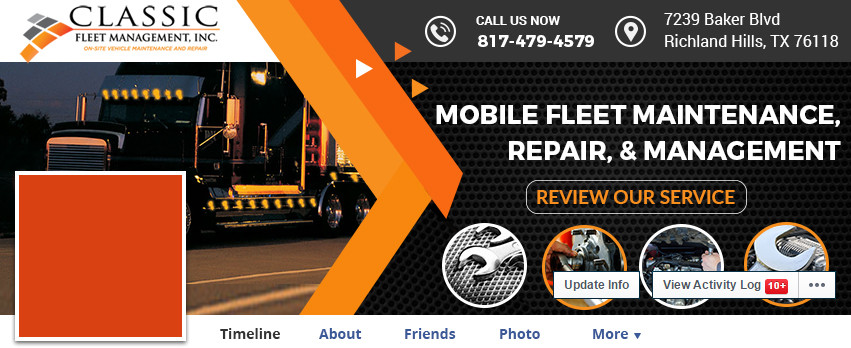 CLASSIC
FLEET MANAGEMENT, INC.
ON-SITE VEHICLE MAINTENANCE AND REPAIR
CALL US NOW
817-479-4579
7239 Baker Blvd
Richland Hills, TX 76118
MOBILE FLEET MAINTENANCE,
REPAIR, & MANAGEMENT
REVIEW OUR SERVICE
Update Info
View Activity Log 10+
Timeline
About
Friends
Photo
More